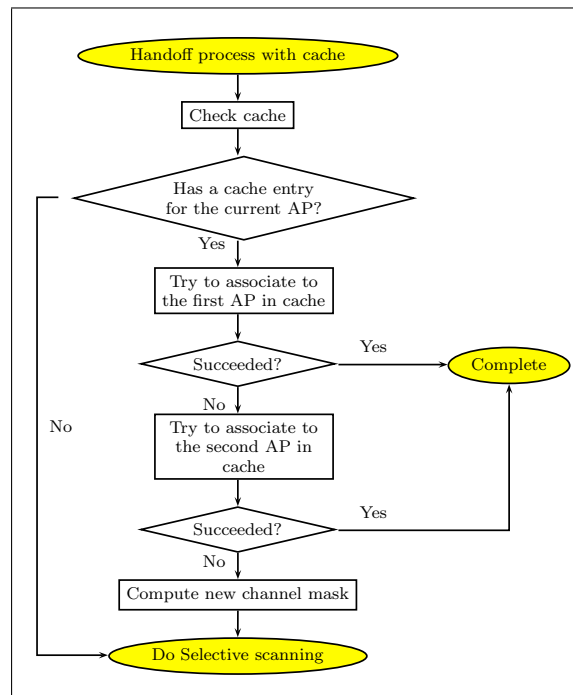 Handoff process with cache
Check cache
Has a cache entry
for the current AP?
Yes
Try to associate to
the first AP in cache
Succeeded?
Yes
Complete
No
Try to associate to
the second AP in
cache
No
Succeeded?
Yes
No
Compute new channel mask
Do Selective scanning